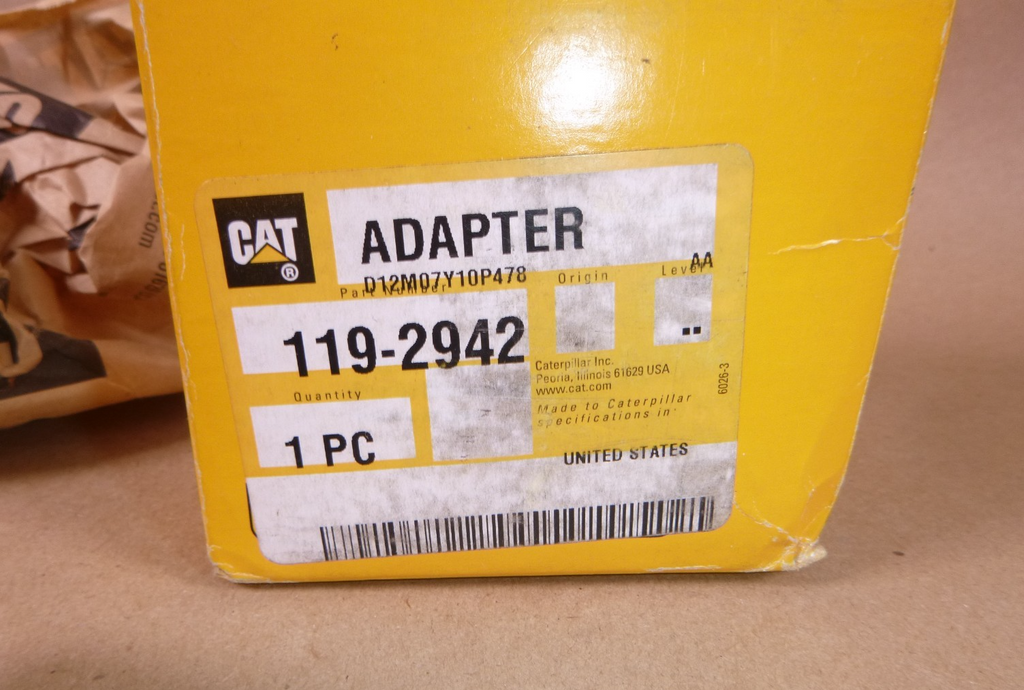 CAT
®
ADAPTER
D12M07Y10P478
AA
Part Number
Origin
Level
119-2942
--
Caterpillar Inc.
Peoria, Illinois 61629 USA
www.cat.com
6026-3
Quantity
Made to Caterpillar
specifications in:
1 PC
UNITED STATES